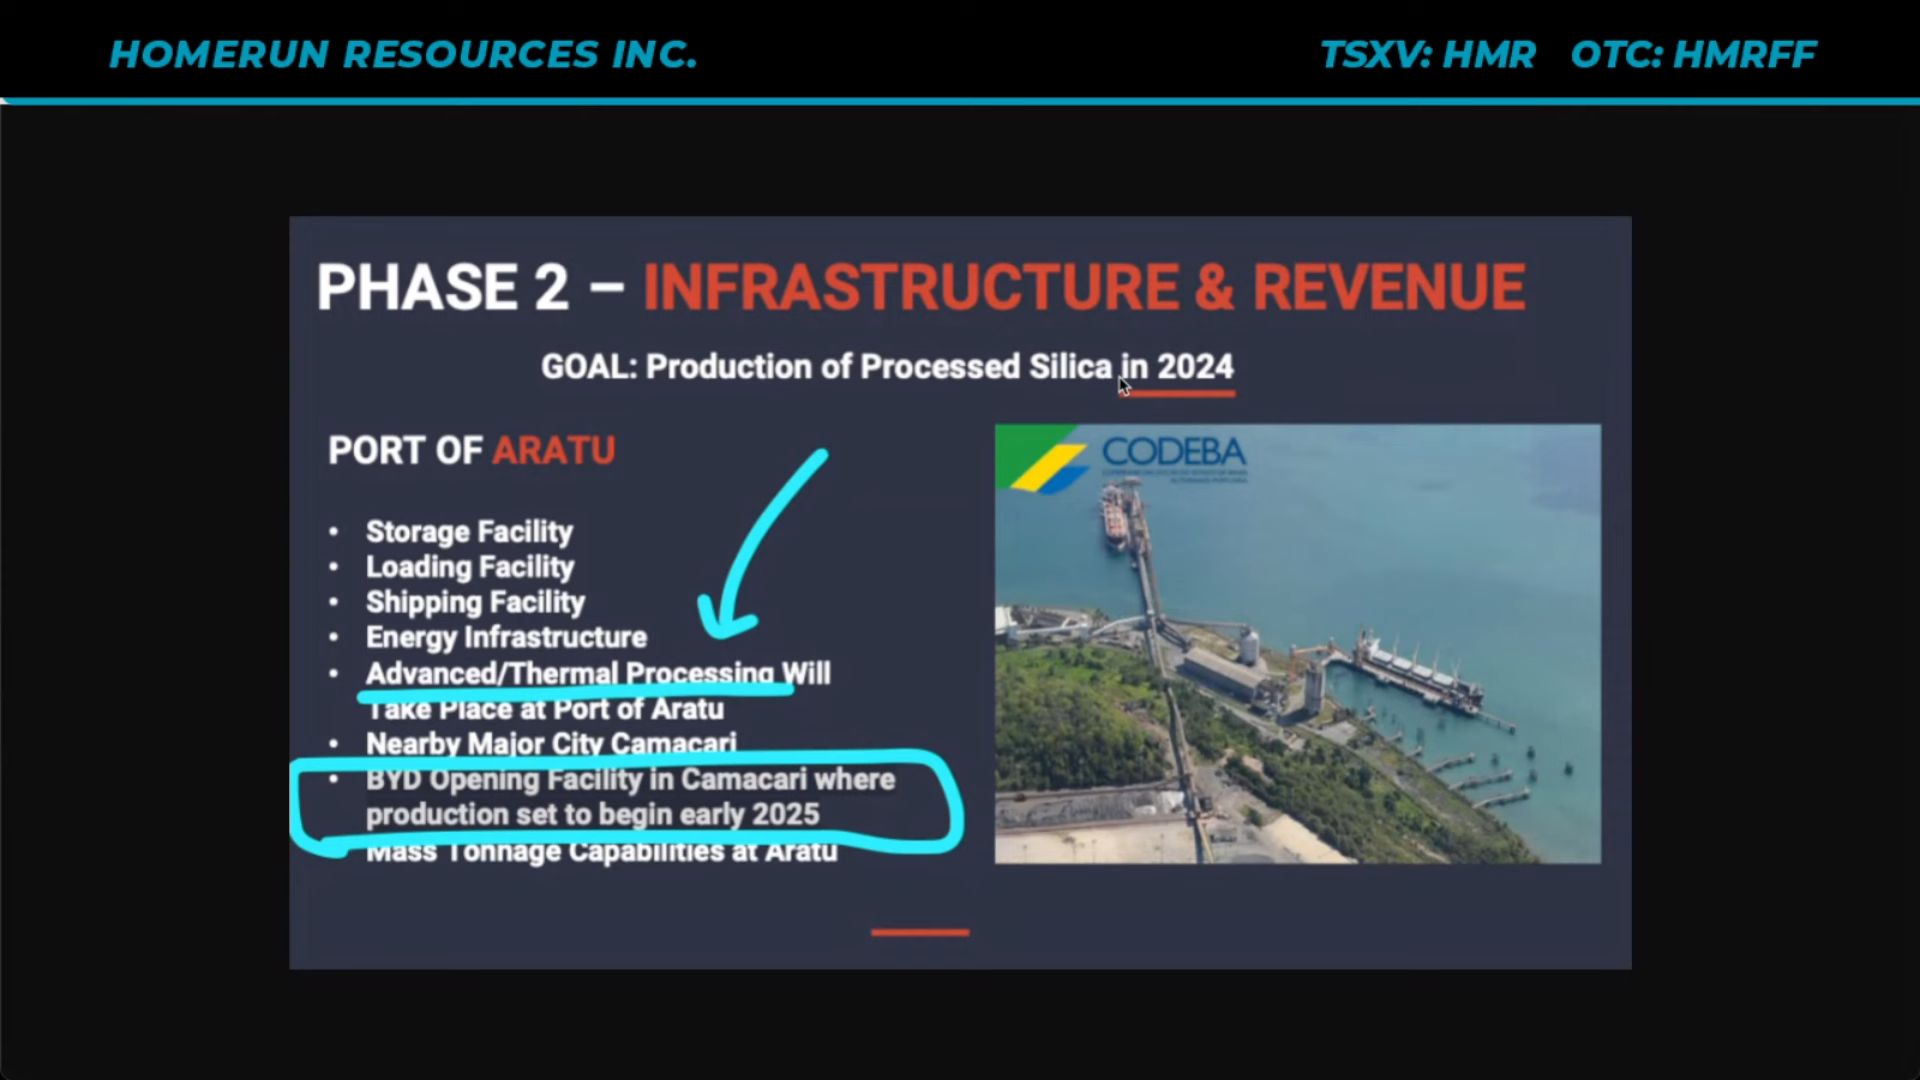 HOMERUN RESOURCES INC.
TSXV: HMR OTC: HMRFF
PHASE 2 – INFRASTRUCTURE & REVENUE
GOAL: Production of Processed Silica in 2024
PORT OF ARATU
CODEBA
• Storage Facility
• Loading Facility
• Shipping Facility
• Energy Infrastructure
• Advanced/Thermal Processing Will
Take Place at Port of Aratu
• Nearby Major City Camacari
• BYD Opening Facility in Camacari where
production set to begin early 2025
Mass Tonnage Capabilities at Aratu